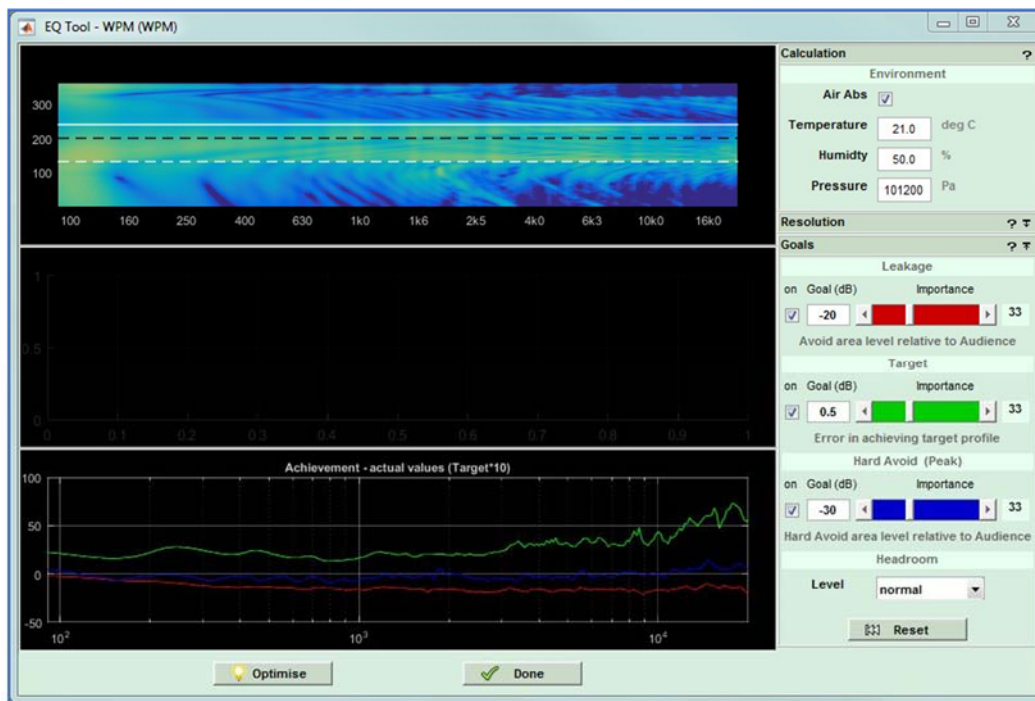 EQ Tool - WPM (WPM)
300
200
100
100 160 250 400 630 1k0 1k6 2k5 4k0 6k3 10k0 16k0
1
0.5
0
0 0.1 0.2 0.3 0.4 0.5 0.6 0.7 0.8 0.9 1
Achievement - actual values (Target*10)
100
50
0
-50
10² 10³ 10⁴
Optimise Done
Calculation ?
Environment
Air Abs
Temperature 21.0 deg C
Humidty 50.0 %
Pressure 101200 Pa
Resolution ?
Goals ?
Leakage
on Goal (dB) Importance
-20 33
Avoid area level relative to Audience
Target
on Goal (dB) Importance
0.5 33
Error in achieving target profile
Hard Avoid (Peak)
on Goal (dB) Importance
-30 33
Hard Avoid area level relative to Audience
Headroom
Level normal
Reset